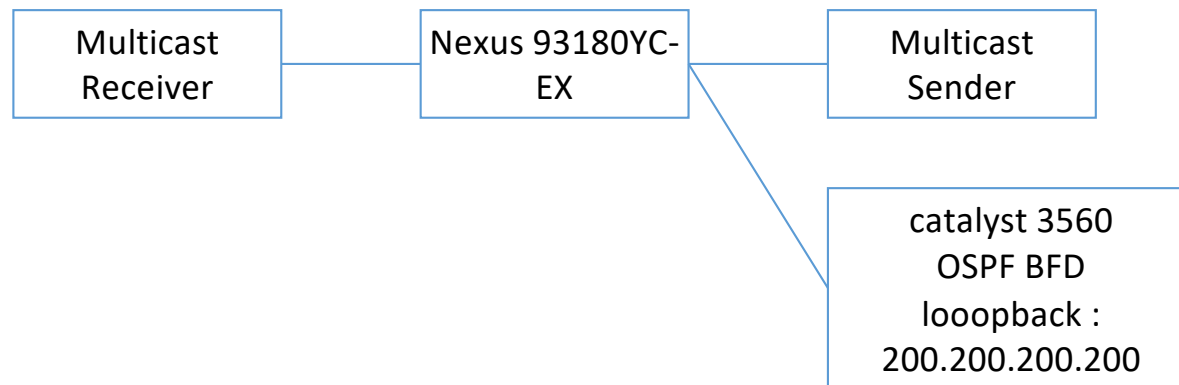 Multicast
Receiver
Nexus 93180YC-
EX
Multicast
Sender
catalyst 3560
OSPF BFD
looopback :
200.200.200.200